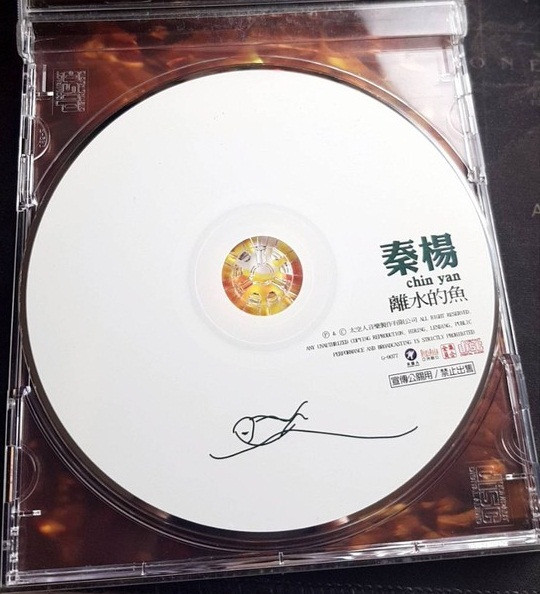 秦楊
chin yan
離水的魚
Ⓟ & Ⓒ 太空人音樂製作有限公司 ALL RIGHT RESERVED.
ANY UNAUTHORIZED COPYING REPRODUCTION, HIRING, LENDING, PUBLIC
PERFORMANCE AND BROADCASTING IS STRICTLY PROHIBITED
宣傳公關用 / 禁止出售